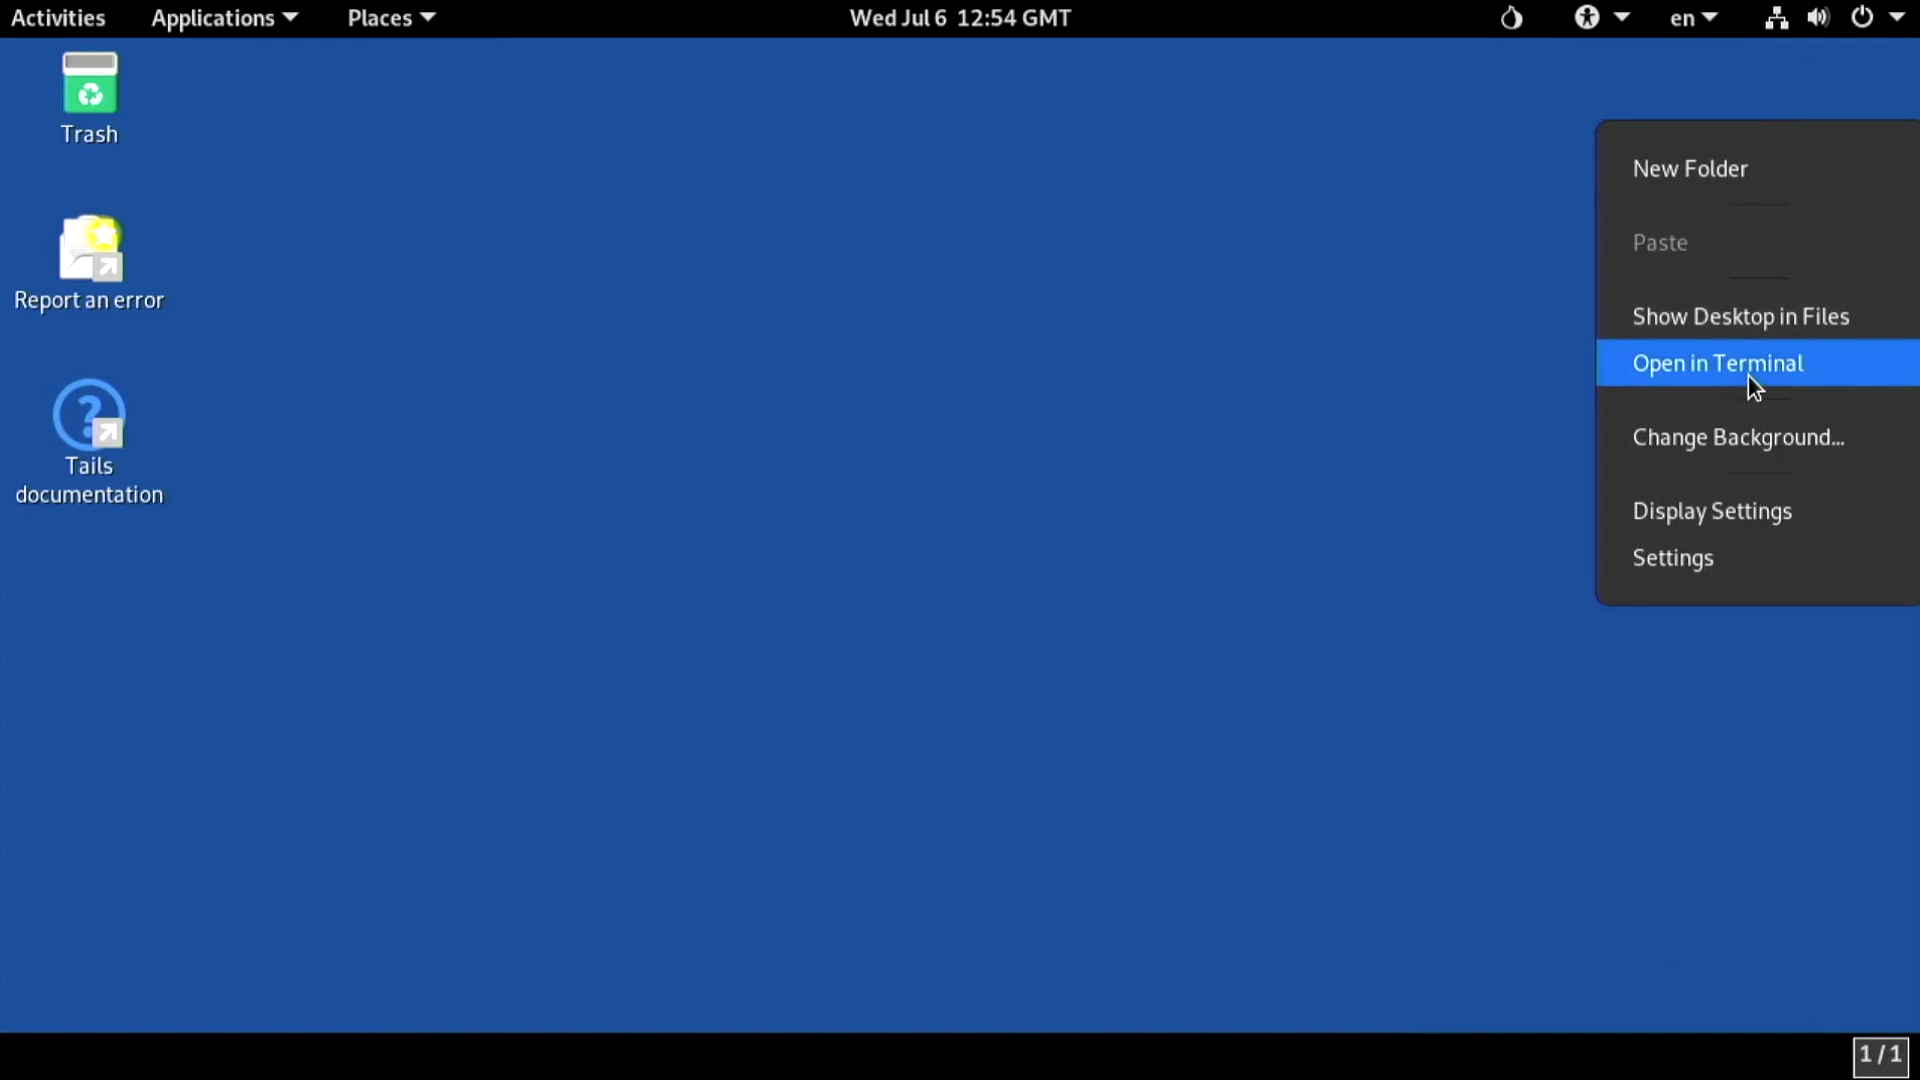 Activities Applications Places Wed Jul 6 12:54 GMT en
Trash
Report an error
Tails
documentation
New Folder
Paste
Show Desktop in Files
Open in Terminal
Change Background...
Display Settings
Settings
1 / 1